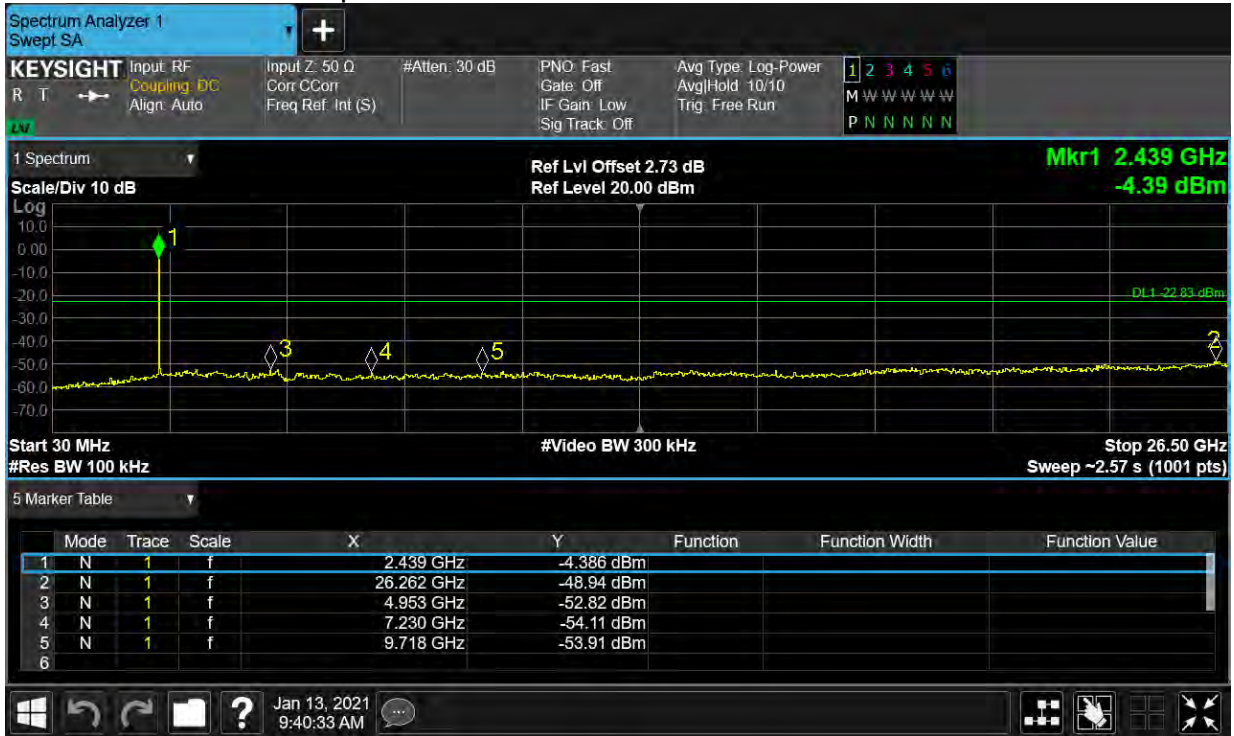 Spectrum Analyzer 1
Swept SA
+
KEYSIGHT Input: RF Input Z: 50 Ω #Atten: 30 dB PNO: Fast Avg Type: Log-Power 1 2 3 4 5 6
R T Coupling: DC Corr CCorr Gate: Off Avg|Hold: 10/10 M W W W W W W
Align: Auto Freq Ref: Int (S) IF Gain: Low Trig: Free Run P N N N N N N
Sig Track: Off
1 Spectrum
Ref Lvl Offset 2.73 dB Mkr1 2.439 GHz
Scale/Div 10 dB Ref Level 20.00 dBm -4.39 dBm
Log
10.0
1
0.00
-10.0
-20.0
DL1 -22.83 dBm
-30.0
-40.0
3 4 5 2
-50.0
-60.0
-70.0
Start 30 MHz #Video BW 300 kHz Stop 26.50 GHz
#Res BW 100 kHz Sweep ~2.57 s (1001 pts)
5 Marker Table
Mode Trace Scale X Y Function Function Width Function Value
1 N 1 f 2.439 GHz -4.386 dBm
2 N 1 f 26.262 GHz -48.94 dBm
3 N 1 f 4.953 GHz -52.82 dBm
4 N 1 f 7.230 GHz -54.11 dBm
5 N 1 f 9.718 GHz -53.91 dBm
6
?
Jan 13, 2021
9:40:33 AM